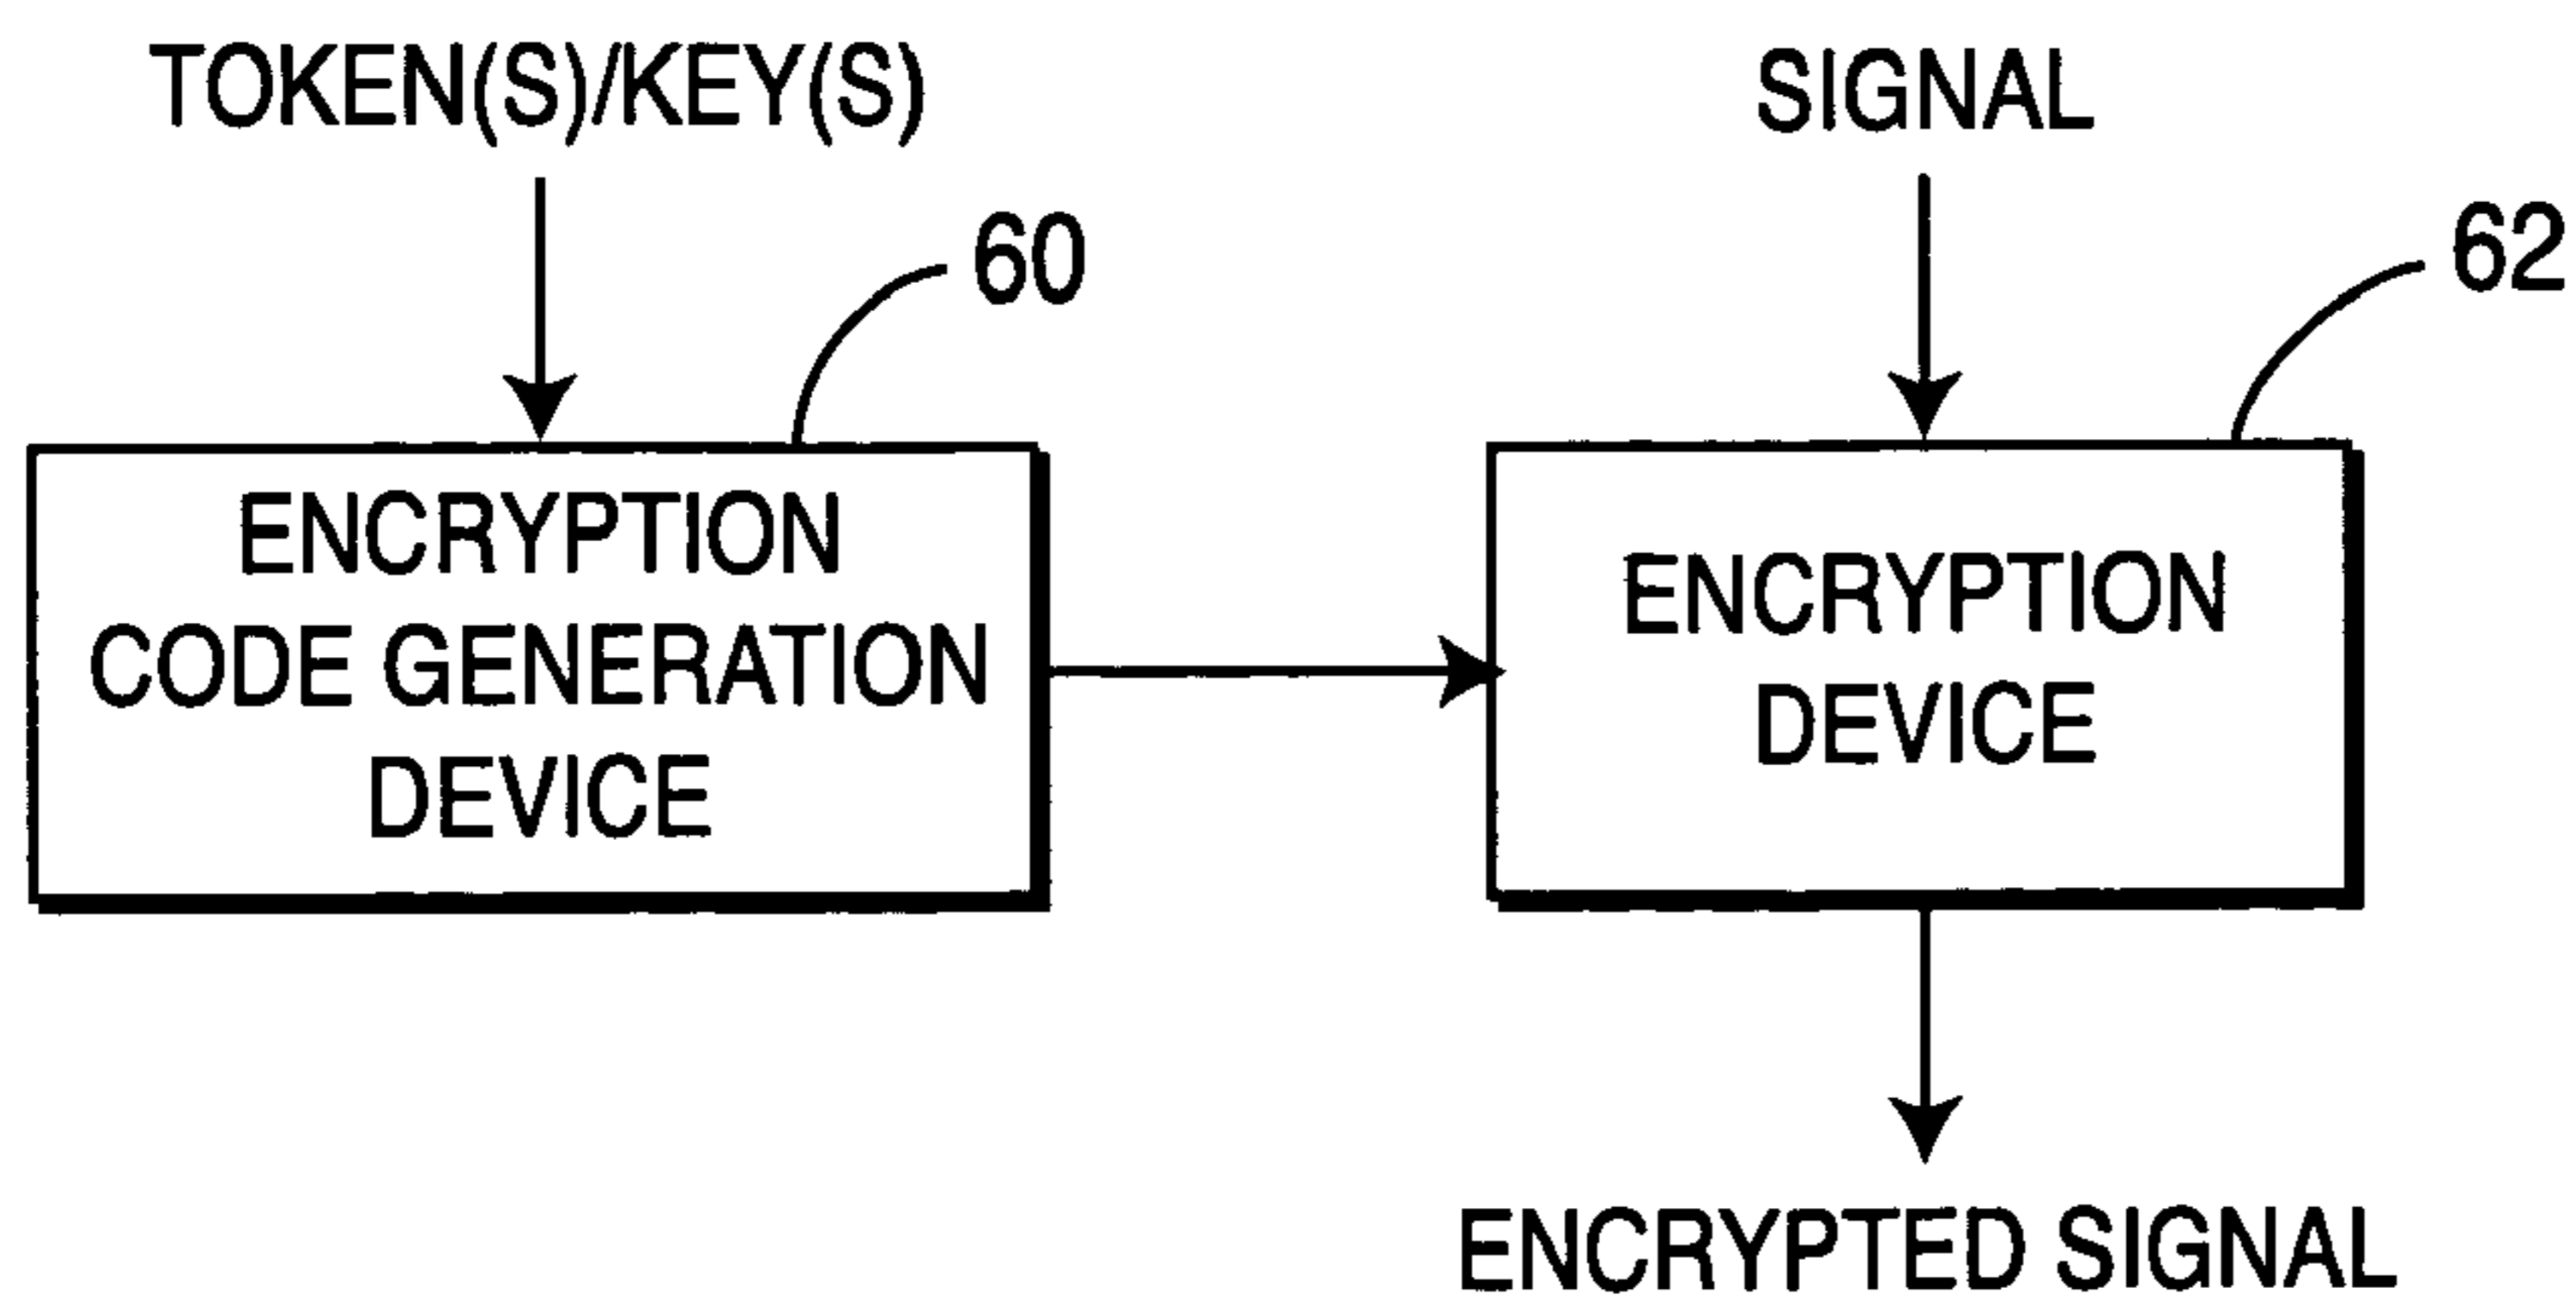 TOKEN(S)/KEY(S)
SIGNAL
60
62
ENCRYPTION
CODE GENERATION
DEVICE
ENCRYPTION
DEVICE
ENCRYPTED SIGNAL